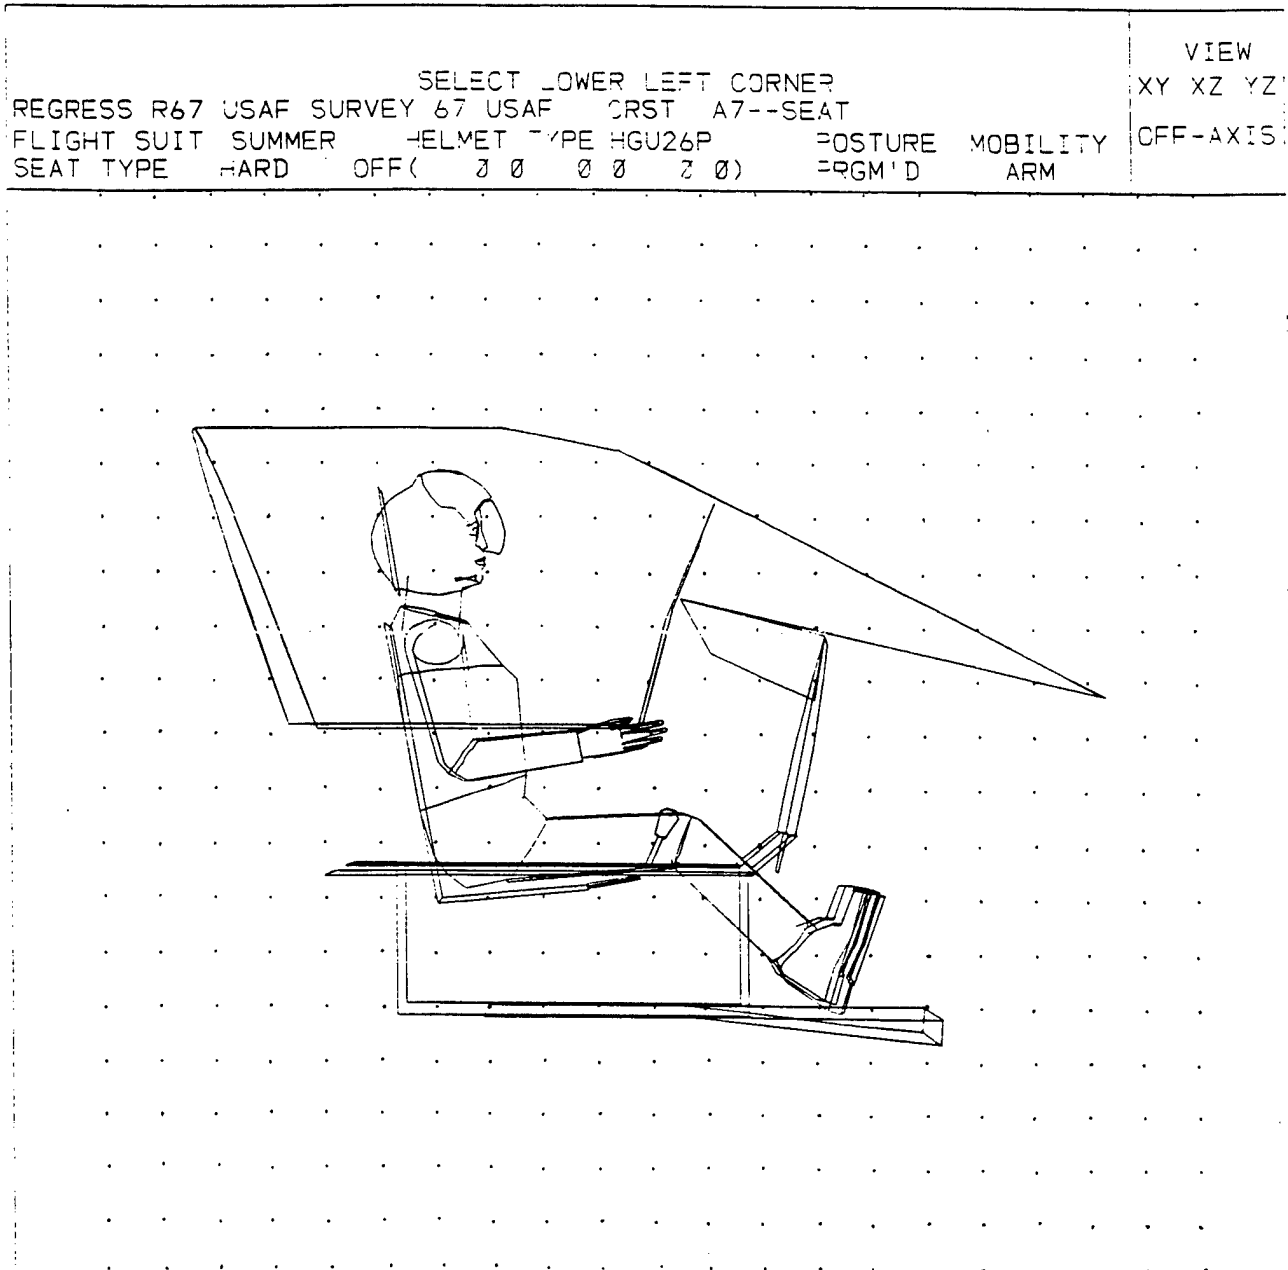 VIEW
SELECT LOWER LEFT CORNER
XY XZ YZ
REGRESS R67 USAF SURVEY 67 USAF CRST A7--SEAT
FLIGHT SUIT SUMMER HELMET TYPE HGU26P POSTURE MOBILITY
OFF-AXIS
SEAT TYPE HARD OFF( 0 0 0 0 0 0) PRGM'D ARM